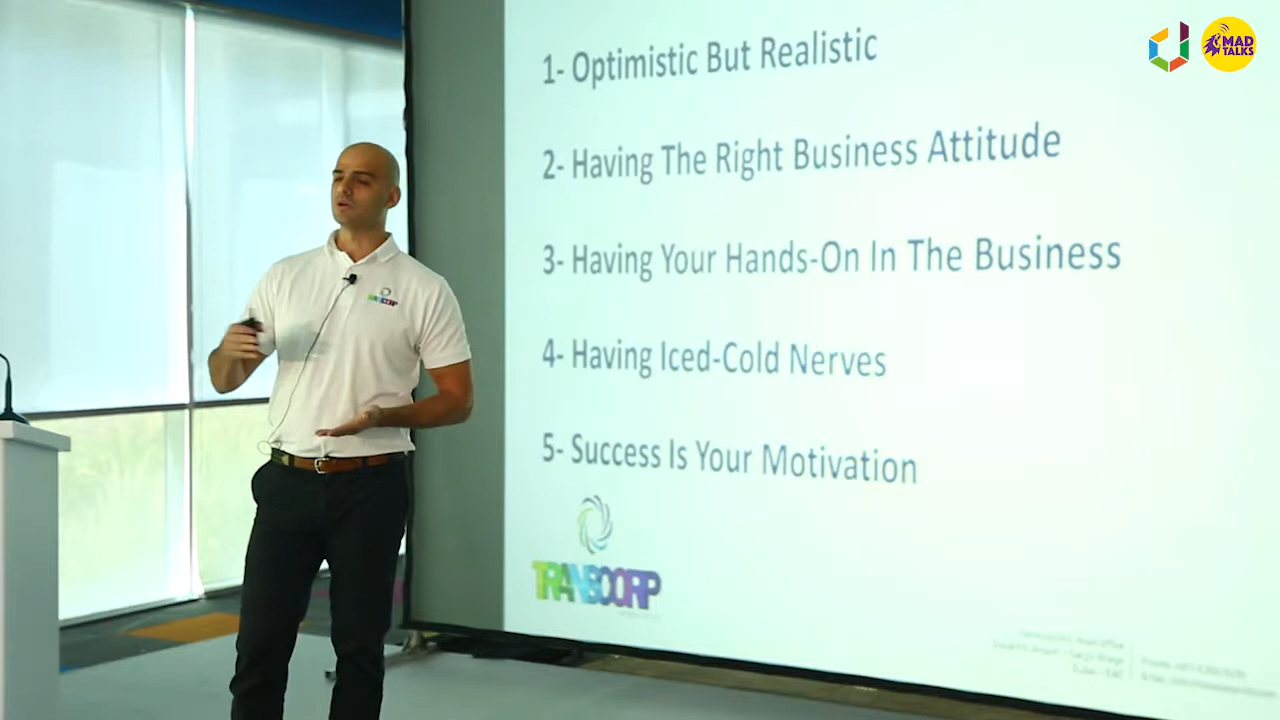 MAD
TALKS
1- Optimistic But Realistic
2- Having The Right Business Attitude
3- Having Your Hands-On In The Business
4- Having Iced-Cold Nerves
5- Success Is Your Motivation
TRANSCORP
TRANSCORP